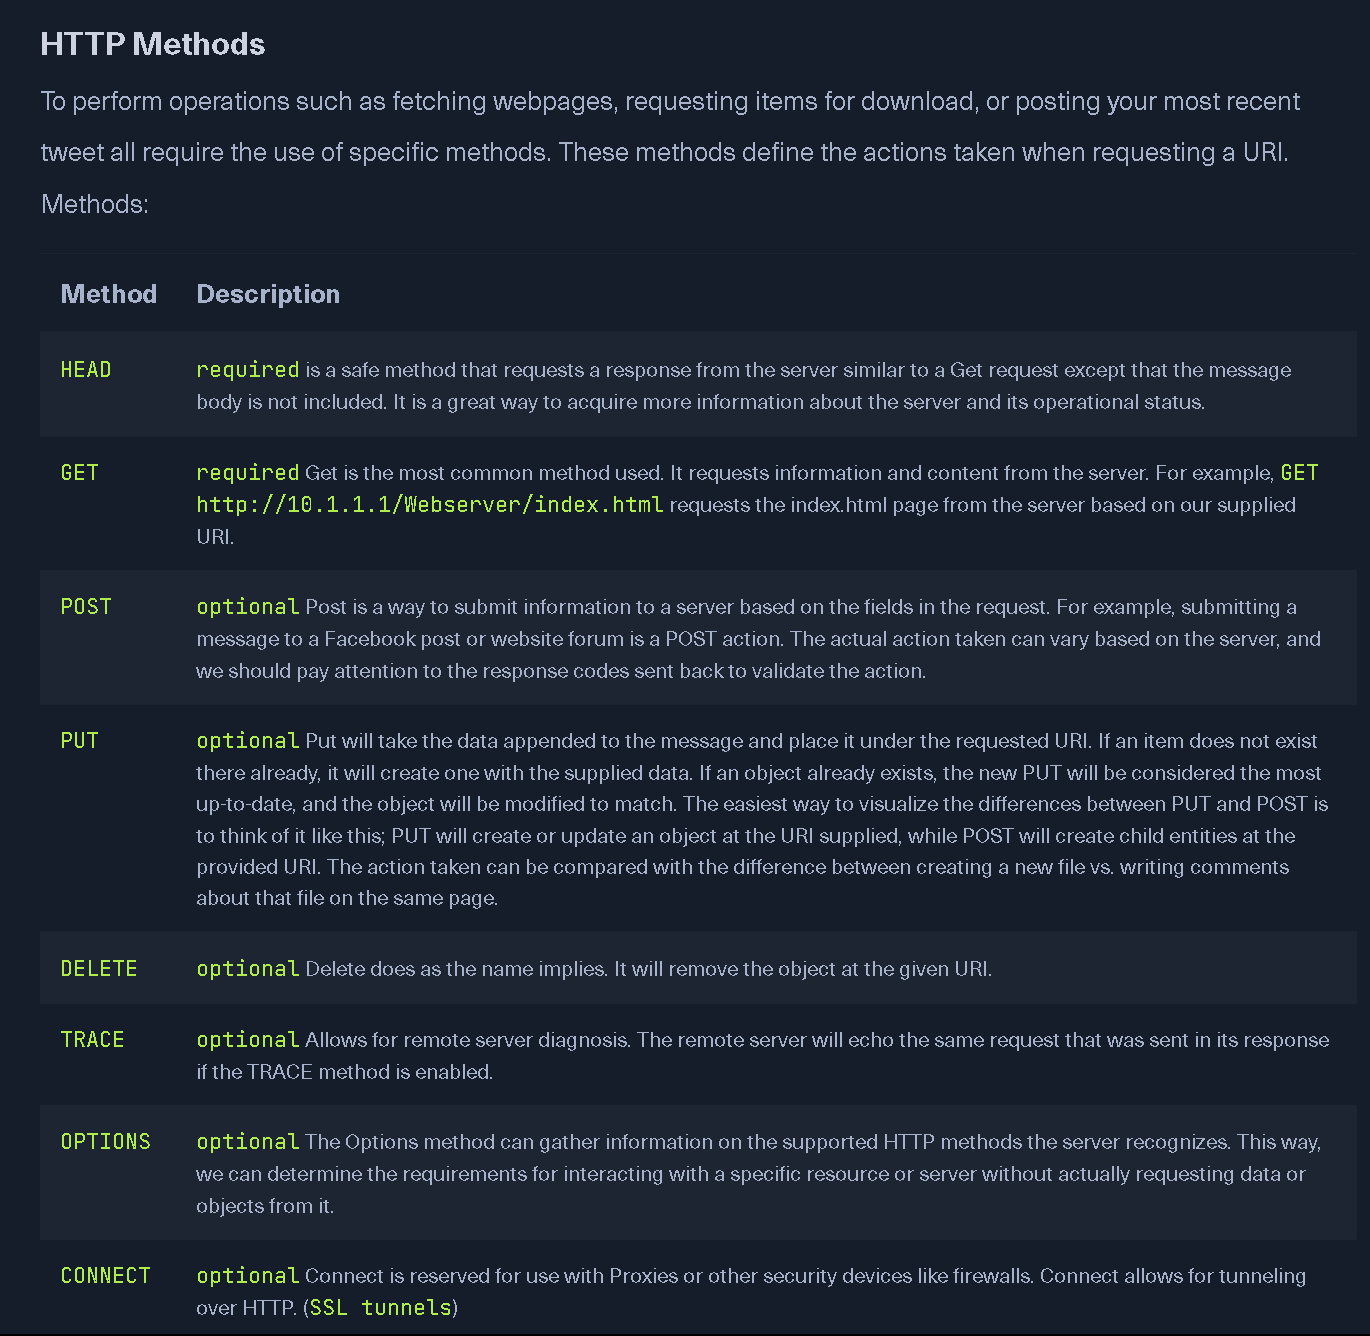 HTTP Methods
To perform operations such as fetching webpages, requesting items for download, or posting your most recent
tweet all require the use of specific methods. These methods define the actions taken when requesting a URI.
Methods:
Method Description
HEAD required is a safe method that requests a response from the server similar to a Get request except that the message
body is not included. It is a great way to acquire more information about the server and its operational status.
GET required Get is the most common method used. It requests information and content from the server. For example, GET
http://10.1.1.1/Webserver/index.html requests the index.html page from the server based on our supplied
URI.
POST optional Post is a way to submit information to a server based on the fields in the request. For example, submitting a
message to a Facebook post or website forum is a POST action. The actual action taken can vary based on the server, and
we should pay attention to the response codes sent back to validate the action.
PUT optional Put will take the data appended to the message and place it under the requested URI. If an item does not exist
there already, it will create one with the supplied data. If an object already exists, the new PUT will be considered the most
up-to-date, and the object will be modified to match. The easiest way to visualize the differences between PUT and POST is
to think of it like this; PUT will create or update an object at the URI supplied, while POST will create child entities at the
provided URI. The action taken can be compared with the difference between creating a new file vs. writing comments
about that file on the same page.
DELETE optional Delete does as the name implies. It will remove the object at the given URI.
TRACE optional Allows for remote server diagnosis. The remote server will echo the same request that was sent in its response
if the TRACE method is enabled.
OPTIONS optional The Options method can gather information on the supported HTTP methods the server recognizes. This way,
we can determine the requirements for interacting with a specific resource or server without actually requesting data or
objects from it.
CONNECT optional Connect is reserved for use with Proxies or other security devices like firewalls. Connect allows for tunneling
over HTTP. (SSL tunnels)